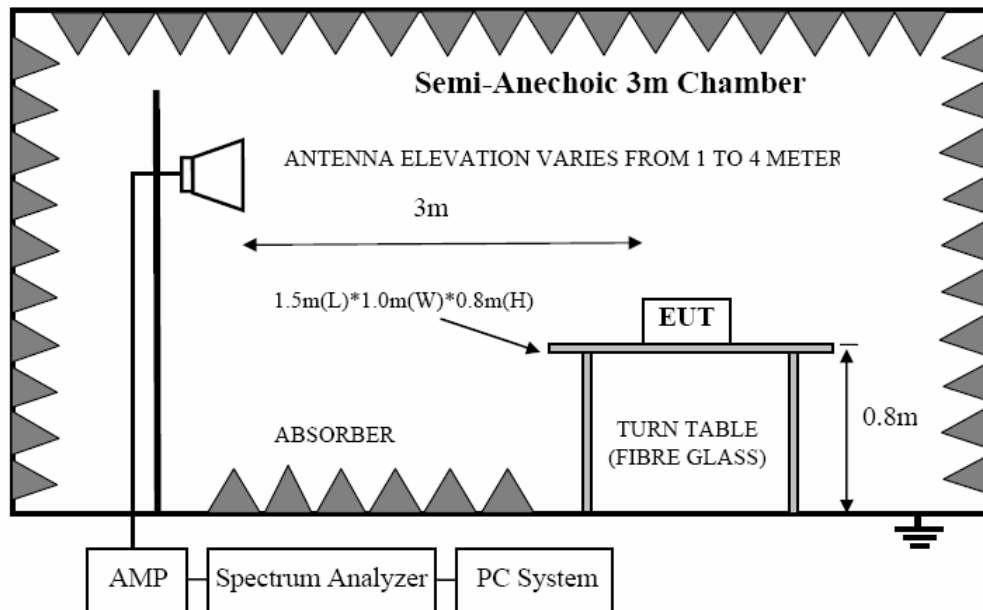 Semi-Anechoic 3m Chamber
ANTENNA ELEVATION VARIES FROM 1 TO 4 METER
3m
1.5m(L)*1.0m(W)*0.8m(H)
EUT
0.8m
ABSORBER
TURN TABLE
(FIBRE GLASS)
AMP
Spectrum Analyzer
PC System